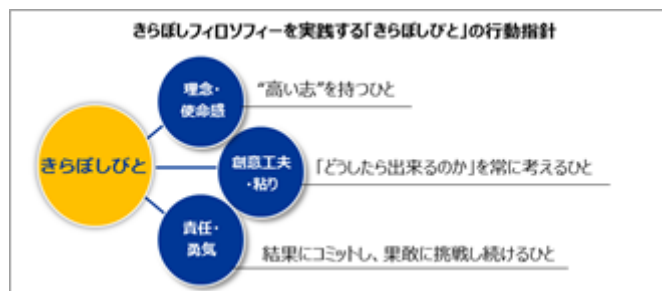 きらぼしフィロソフィーを実践する「きらぼしびと」の行動指針
きらぼしびと
理念・
使命感
“高い志”を持つひと
創意工夫
・粘り
「どうしたら出来るのか」を常に考えるひと
責任・
勇気
結果にコミットし、果敢に挑戦し続けるひと